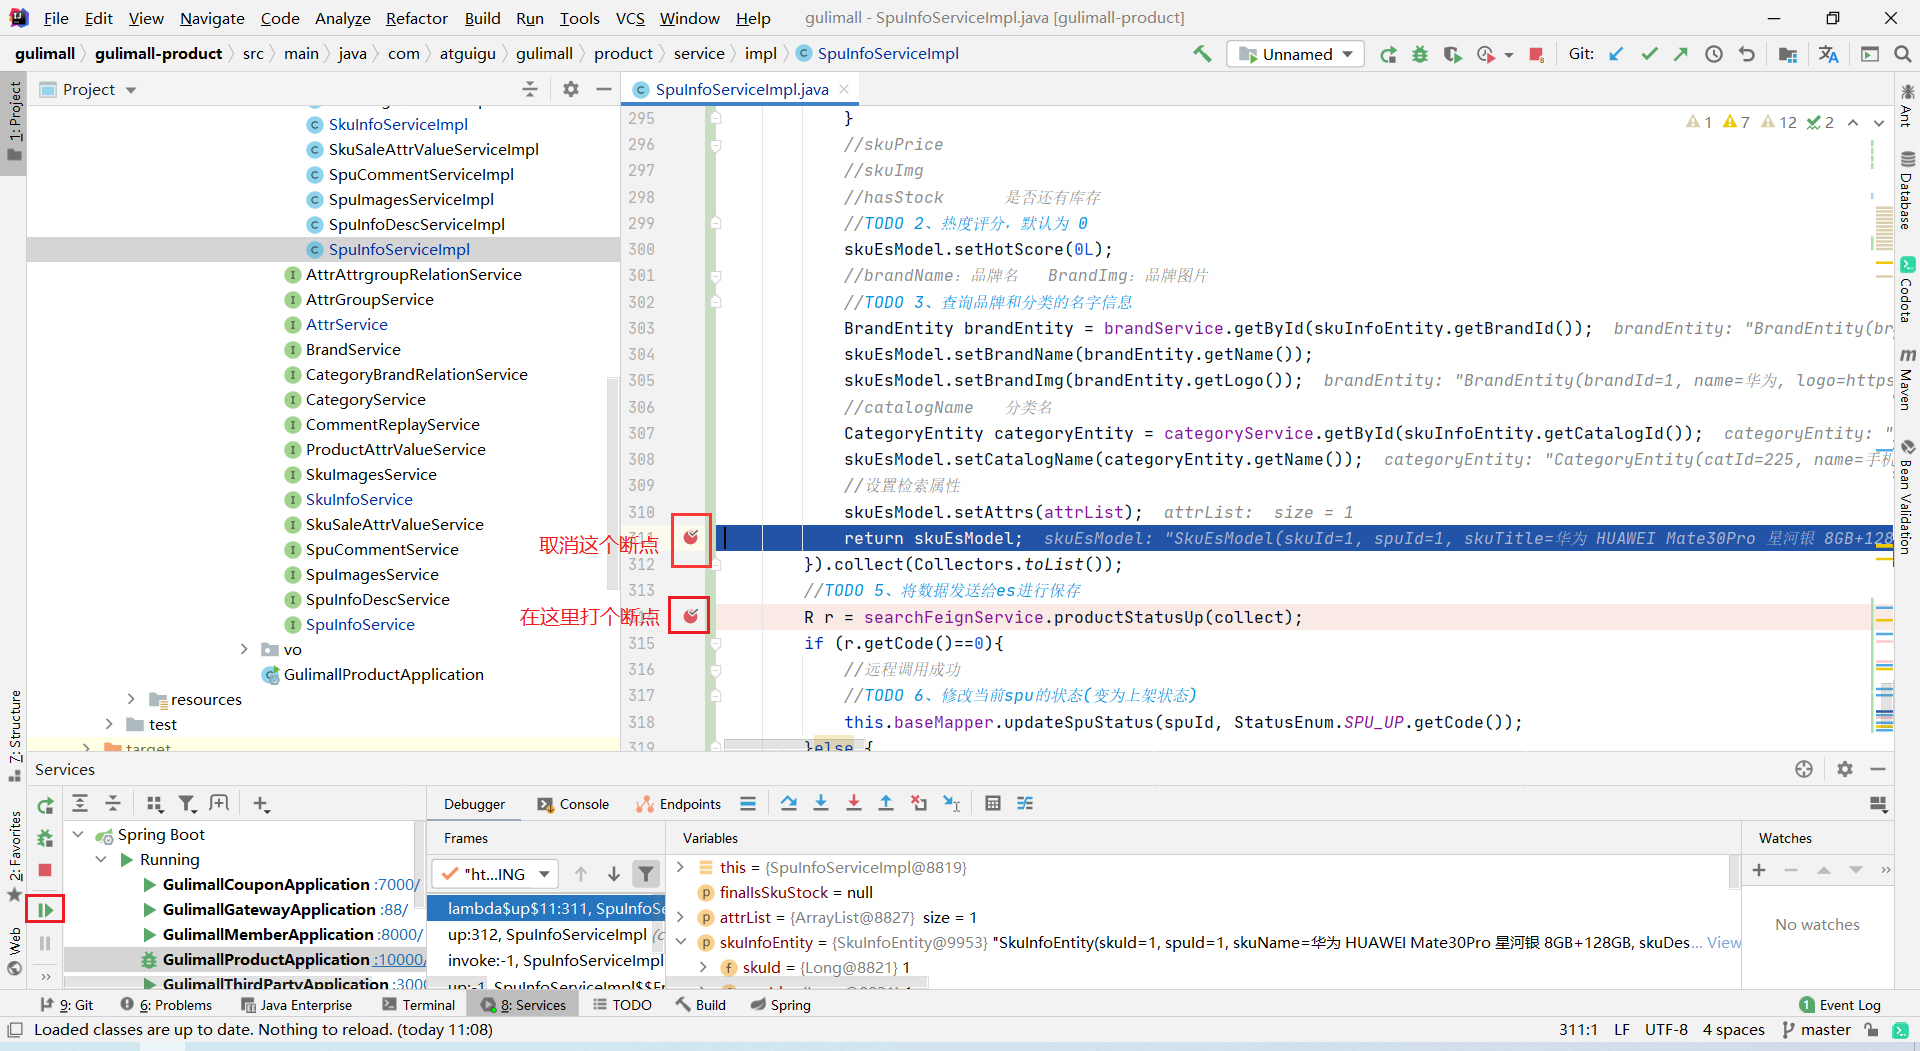 File Edit View Navigate Code Analyze Refactor Build Run Tools VCS Window Help gulimall - SpuInfoServiceImpl.java [gulimall-product]
gulimall gulimall-product src main java com atguigu gulimall product service impl SpuInfoServiceImpl Unnamed Git:
Project
SpuInfoServiceImpl.java
1: Project
7: Structure
2: Favorites
Web
SkuInfoServiceImpl
SkuSaleAttrValueServiceImpl
SpuCommentServiceImpl
SpuImagesServiceImpl
SpuInfoDescServiceImpl
SpuInfoServiceImpl
AttrAttrgroupRelationService
AttrGroupService
AttrService
BrandService
CategoryBrandRelationService
CategoryService
CommentReplayService
ProductAttrValueService
SkuImagesService
SkuInfoService
SkuSaleAttrValueService
SpuCommentService
SpuImagesService
SpuInfoDescService
SpuInfoService
vo
GulimallProductApplication
resources
test
target
1 7 12 2
295 }
296 //skuPrice
297 //skuImg
298 //hasStock 是否还有库存
299 //TODO 2、热度评分，默认为 0
300 skuEsModel.setHotScore(0L);
301 //brandName：品牌名 BrandImg：品牌图片
302 //TODO 3、查询品牌和分类的名字信息
303 BrandEntity brandEntity = brandService.getById(skuInfoEntity.getBrandId()); brandEntity: "BrandEntity(br
304 skuEsModel.setBrandName(brandEntity.getName());
305 skuEsModel.setBrandImg(brandEntity.getLogo()); brandEntity: "BrandEntity(brandId=1, name=华为, logo=https
306 //catalogName 分类名
307 CategoryEntity categoryEntity = categoryService.getById(skuInfoEntity.getCatalogId()); categoryEntity: "
308 skuEsModel.setCatalogName(categoryEntity.getName()); categoryEntity: "CategoryEntity(catId=225, name=手机
309 //设置检索属性
310 skuEsModel.setAttrs(attrList); attrList: size = 1
取消这个断点
return skuEsModel; skuEsModel: "SkuEsModel(skuId=1, spuId=1, skuTitle=华为 HUAWEI Mate30Pro 星河银 8GB+128
312 }).collect(Collectors.toList());
313 //TODO 5、将数据发送给es进行保存
在这里打个断点
R r = searchFeignService.productStatusUp(collect);
315 if (r.getCode()==0){
316 //远程调用成功
317 //TODO 6、修改当前spu的状态(变为上架状态)
318 this.baseMapper.updateSpuStatus(spuId, StatusEnum.SPU_UP.getCode());
319 }else {
Ant
Database
Codota
Maven
Bean Validation
Services
Debugger Console Endpoints
Spring Boot
Running
GulimallCouponApplication :7000/
GulimallGatewayApplication :88/
GulimallMemberApplication :8000/
GulimallProductApplication :10000/
GulimallThirdPartyApplication :3000
Frames
"ht...ING
lambda$up$11:311, SpuInfoSe
up:312, SpuInfoServiceImpl (c
invoke:-1, SpuInfoServiceImpl
up:-1, SpuInfoServiceImpl$$F
Variables
this = {SpuInfoServiceImpl@8819}
finalIsSkuStock = null
attrList = {ArrayList@8827} size = 1
skuInfoEntity = {SkuInfoEntity@9953} "SkuInfoEntity(skuId=1, spuId=1, skuName=华为 HUAWEI Mate30Pro 星河银 8GB+128GB, skuDes... View
skuId = {Long@8821} 1
Watches
No watches
9: Git 6: Problems Java Enterprise Terminal 8: Services TODO Build Spring 1 Event Log
Loaded classes are up to date. Nothing to reload. (today 11:08) 311:1 LF UTF-8 4 spaces master